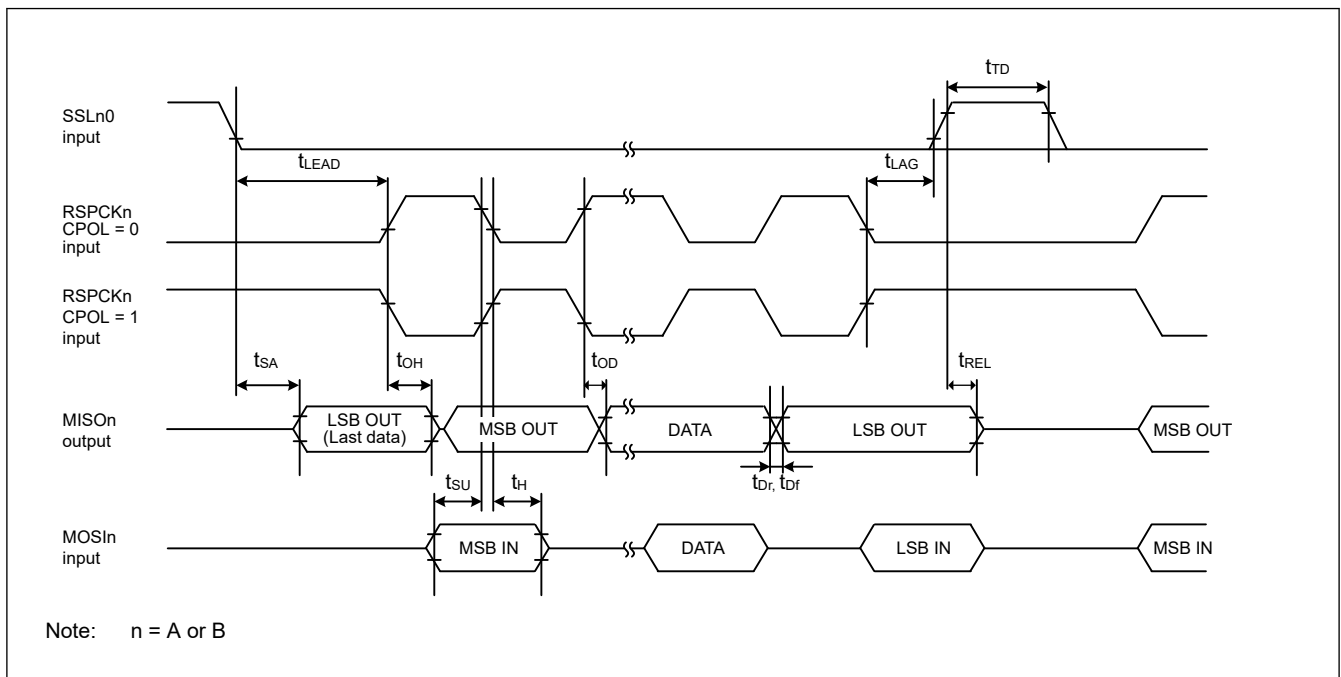 tTD
SSLn0
input
tLEAD
tLAG
RSPCKn
CPOL = 0
input
RSPCKn
CPOL = 1
input
tSA
tOH
tOD
tREL
MISOn
output
LSB OUT
(Last data)
MSB OUT
DATA
LSB OUT
MSB OUT
tSU
tH
tDr, tDf
MOSIn
input
MSB IN
DATA
LSB IN
MSB IN
Note: n = A or B